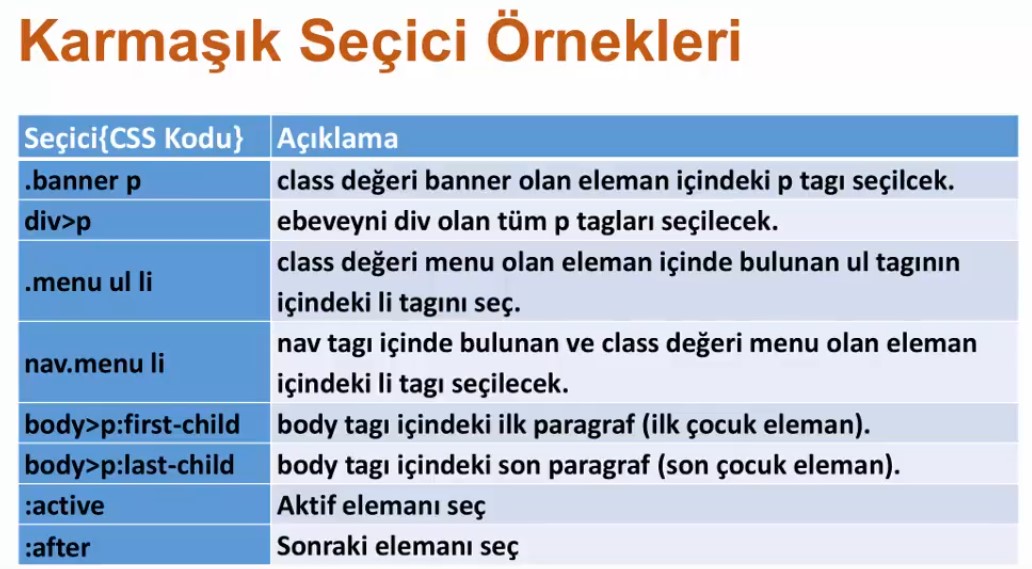 Karmaşık Seçici Örnekleri
Seçici{CSS Kodu} Açıklama
.banner p class değeri banner olan eleman içindeki p tagı seçilcek.
div>p ebeveyni div olan tüm p tagları seçilecek.
.menu ul li class değeri menu olan eleman içinde bulunan ul tagının
içindeki li tagını seç.
nav.menu li nav tagı içinde bulunan ve class değeri menu olan eleman
içindeki li tagı seçilecek.
body>p:first-child body tagı içindeki ilk paragraf (ilk çocuk eleman).
body>p:last-child body tagı içindeki son paragraf (son çocuk eleman).
:active Aktif elemanı seç
:after Sonraki elemanı seç